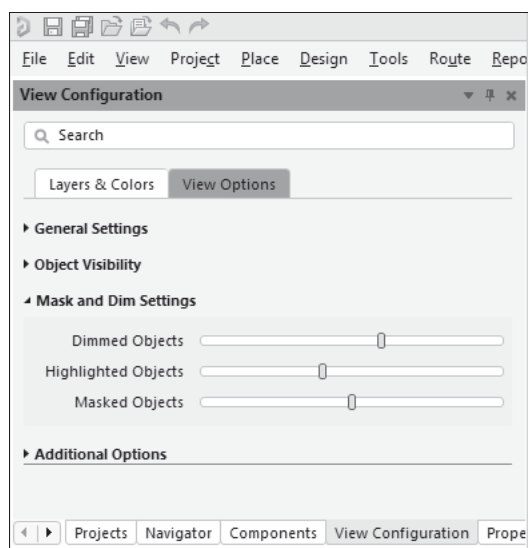 File Edit View Project Place Design Tools Route Repo
View Configuration
Search
Layers & Colors View Options
General Settings
Object Visibility
Mask and Dim Settings
Dimmed Objects
Highlighted Objects
Masked Objects
Additional Options
Projects Navigator Components View Configuration Prope